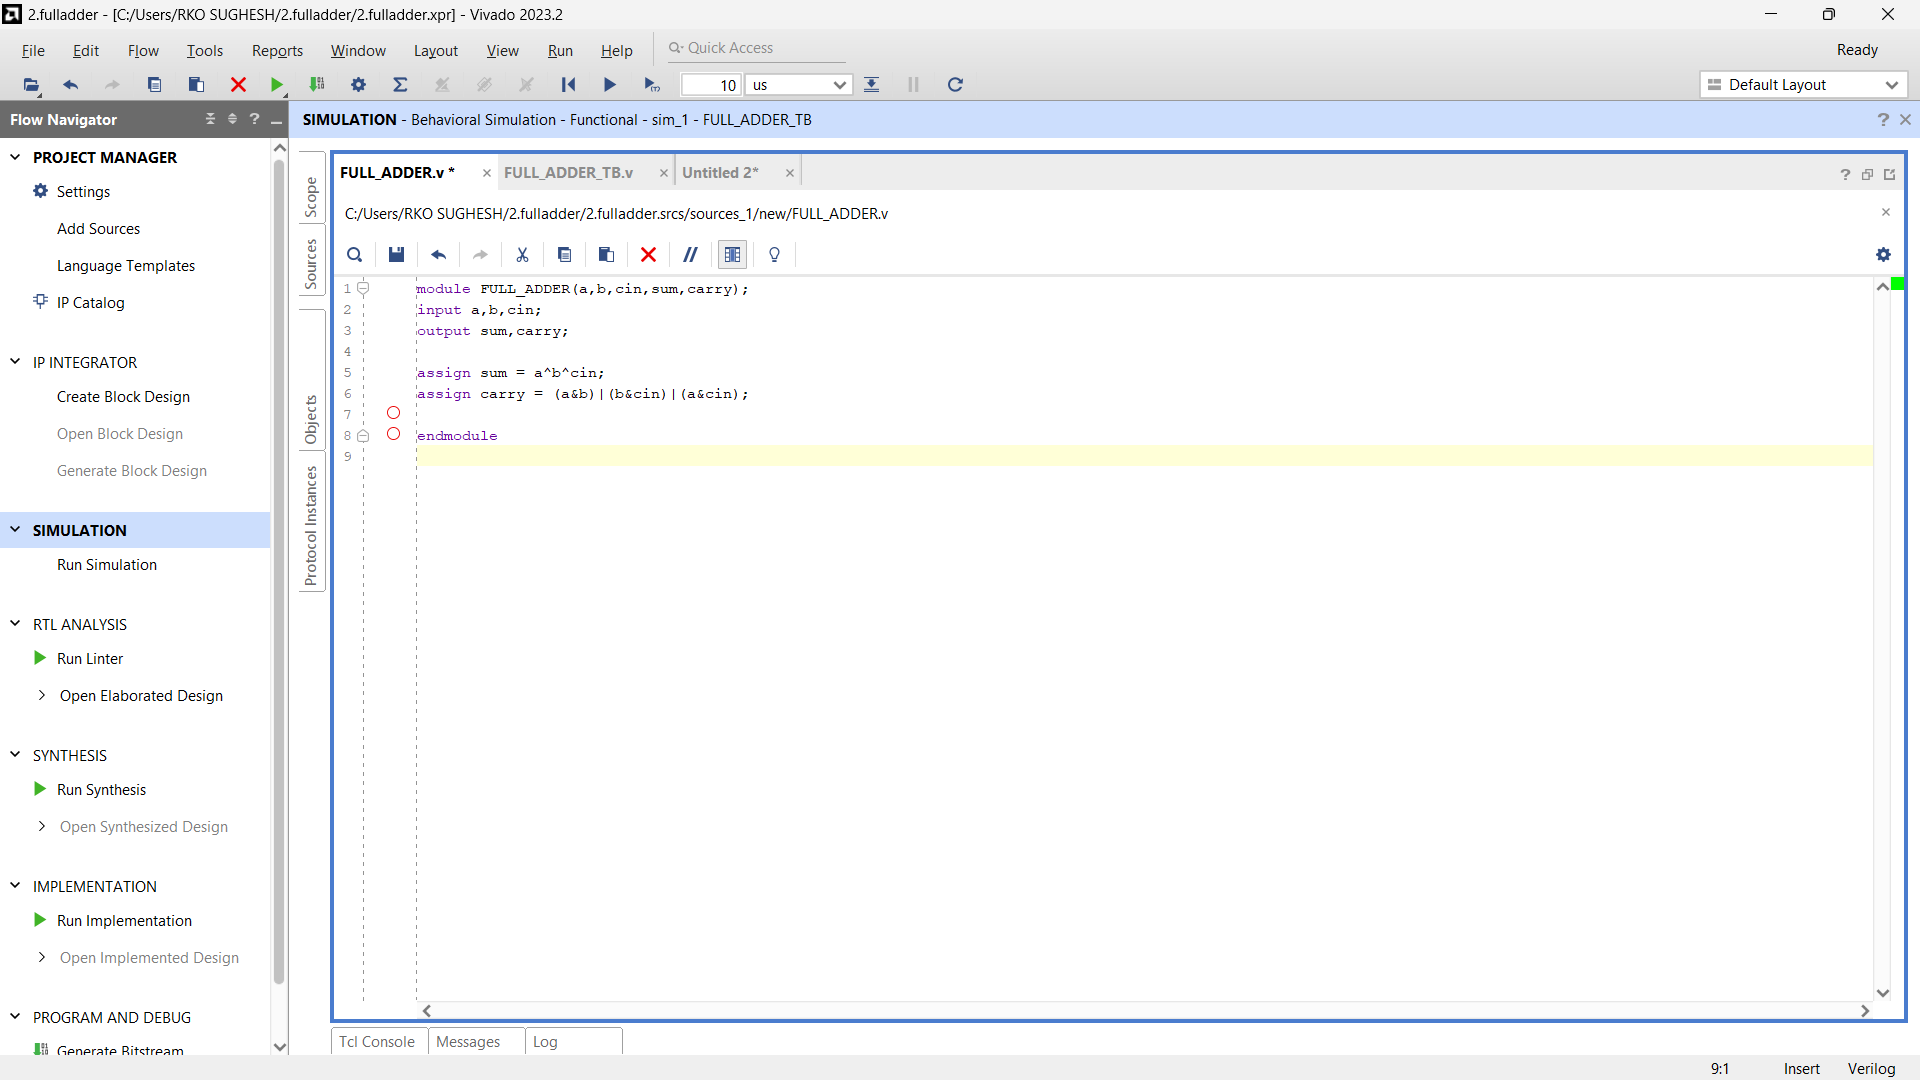 2.fulladder - [C:/Users/RKO SUGHESH/2.fulladder/2.fulladder.xpr] - Vivado 2023.2
File Edit Flow Tools Reports Window Layout View Run Help Quick Access Ready
10 us Default Layout
Flow Navigator ? _
SIMULATION - Behavioral Simulation - Functional - sim_1 - FULL_ADDER_TB ? ×
PROJECT MANAGER
Settings
Add Sources
Language Templates
IP Catalog
IP INTEGRATOR
Create Block Design
Open Block Design
Generate Block Design
SIMULATION
Run Simulation
RTL ANALYSIS
Run Linter
Open Elaborated Design
SYNTHESIS
Run Synthesis
Open Synthesized Design
IMPLEMENTATION
Run Implementation
Open Implemented Design
PROGRAM AND DEBUG
Generate Bitstream
Scope
Sources
Objects
Protocol Instances
FULL_ADDER.v * × FULL_ADDER_TB.v × Untitled 2* × ?
C:/Users/RKO SUGHESH/2.fulladder/2.fulladder.srcs/sources_1/new/FULL_ADDER.v ×
//
1 module FULL_ADDER(a,b,cin,sum,carry);
2 input a,b,cin;
3 output sum,carry;
4
5 assign sum = a^b^cin;
6 assign carry = (a&b)|(b&cin)|(a&cin);
7
8 endmodule
9
Tcl Console Messages Log
9:1 Insert Verilog